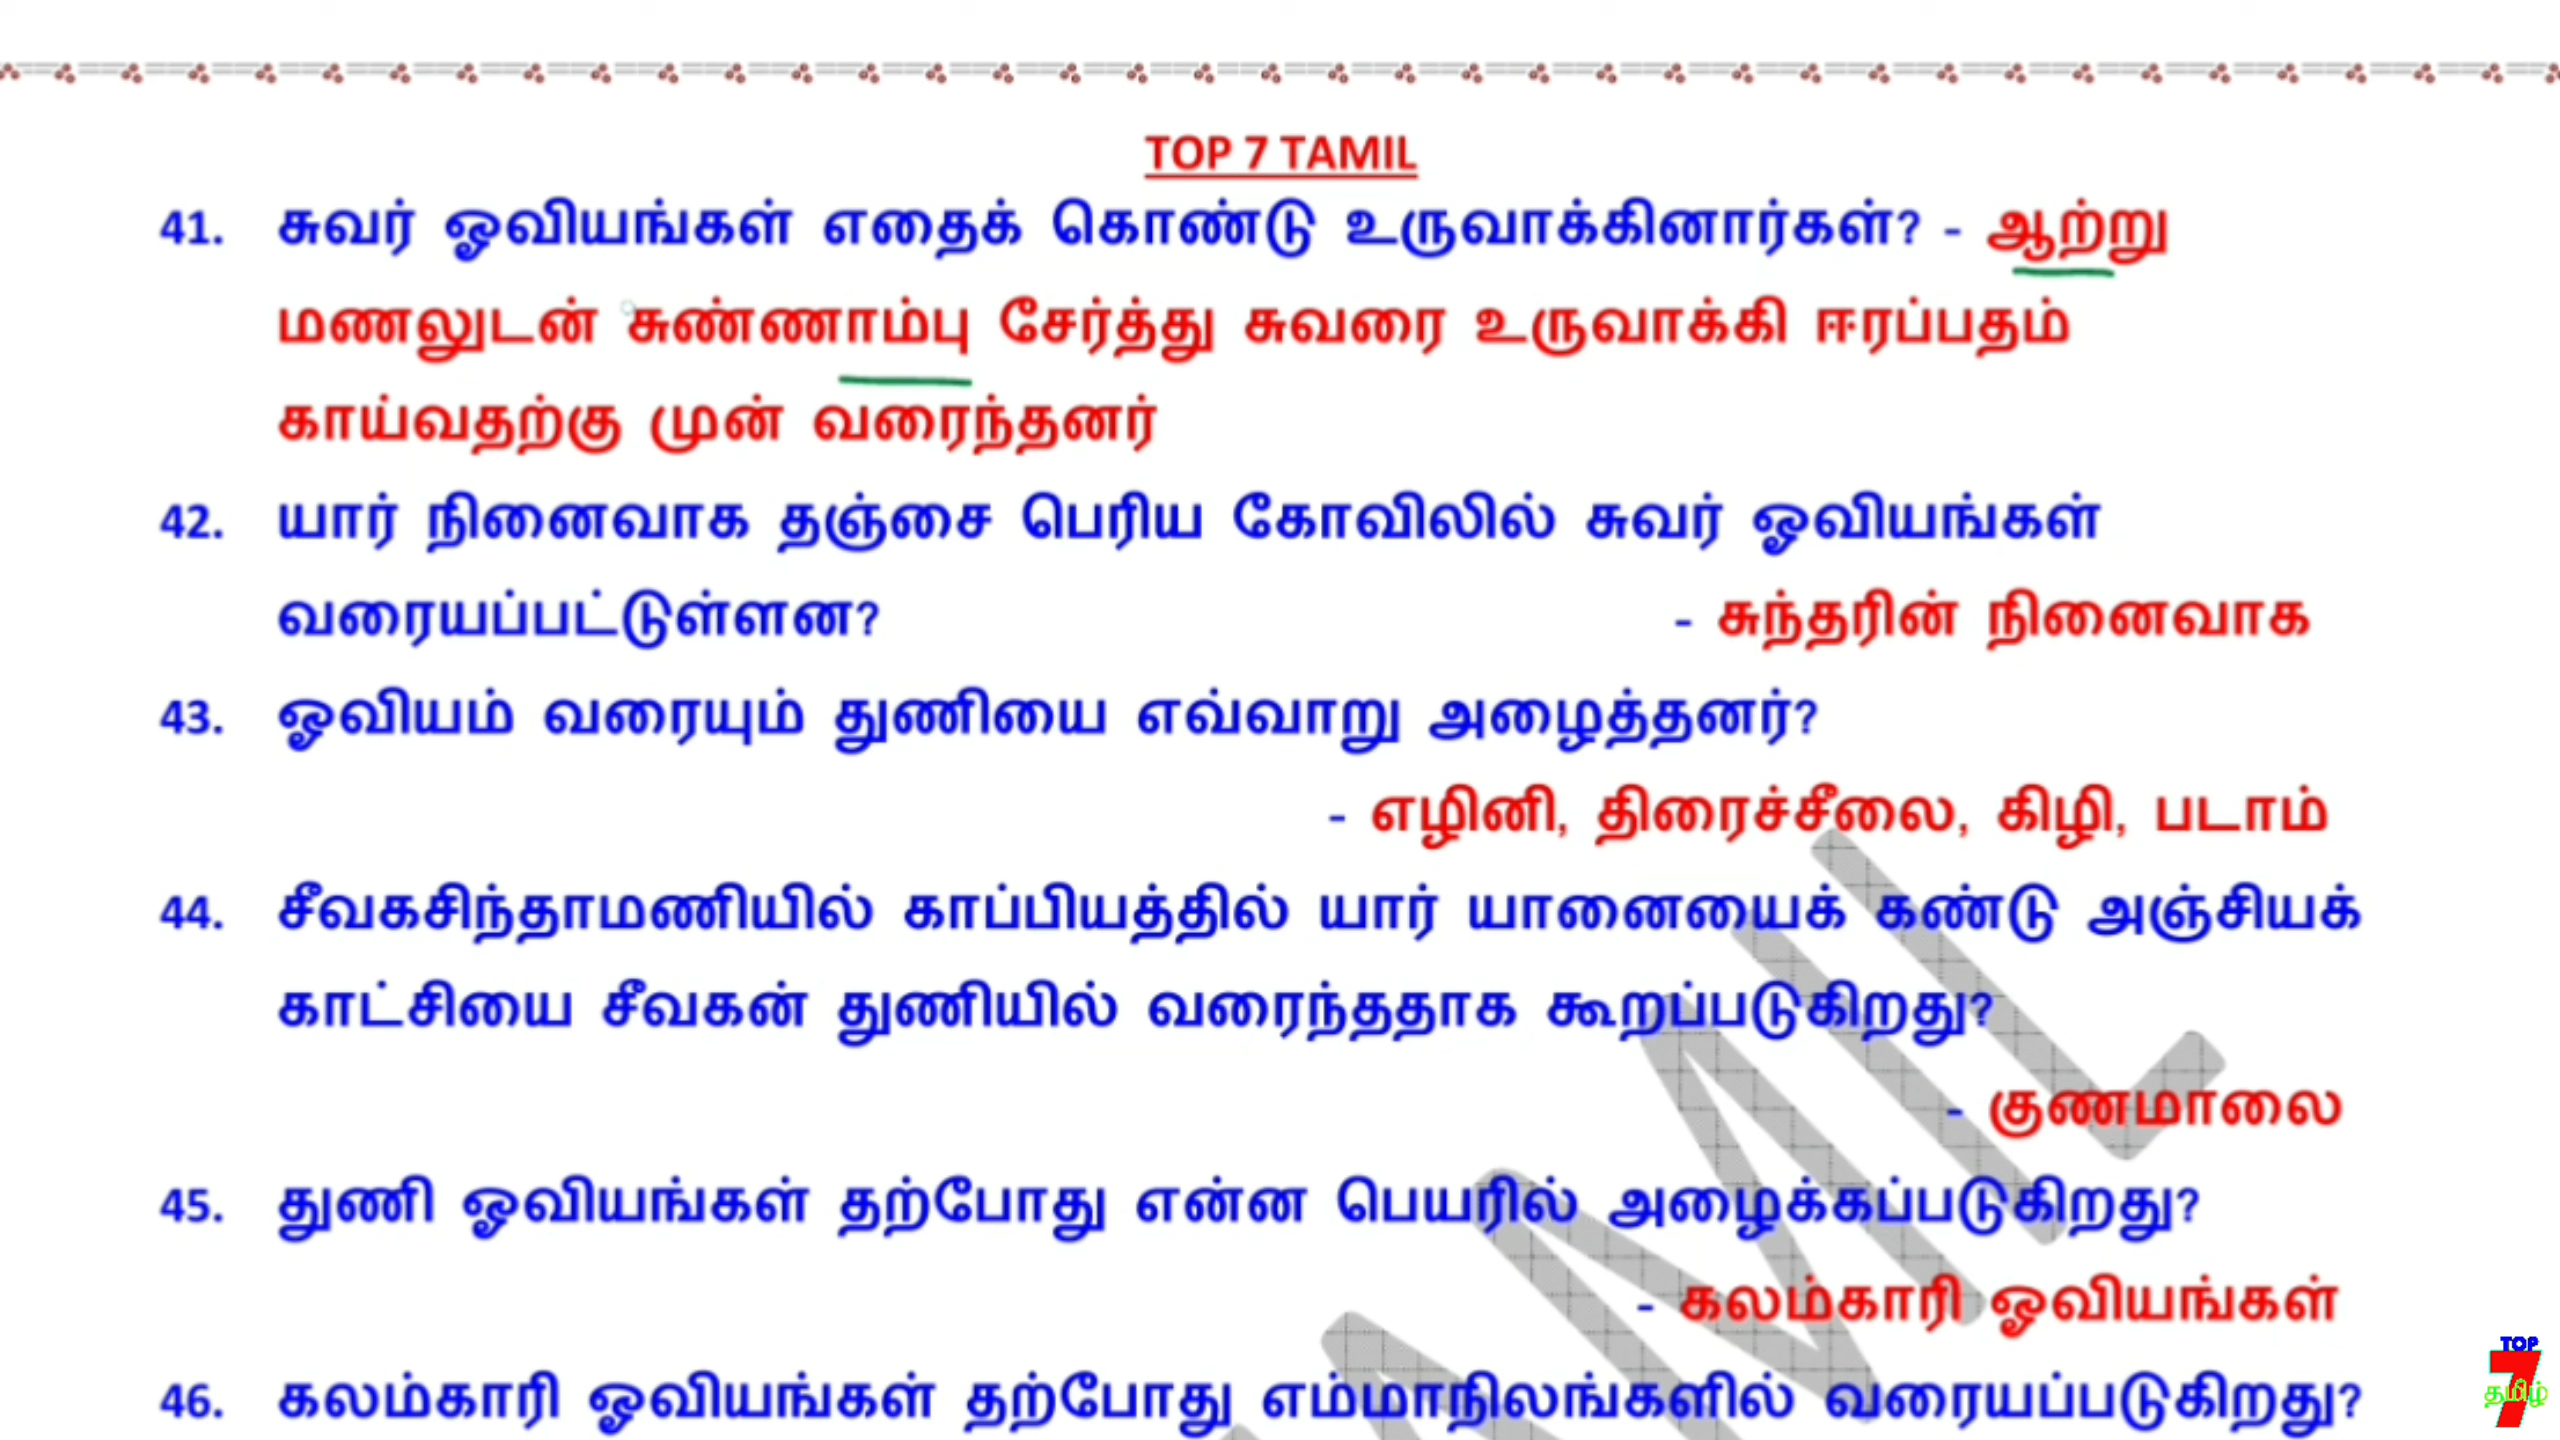 TOP 7 TAMIL
41. சுவர் ஓவியங்கள் எதைக் கொண்டு உருவாக்கினார்கள்? - ஆற்று
மணலுடன் சுண்ணாம்பு சேர்த்து சுவரை உருவாக்கி ஈரப்பதம்
காய்வதற்கு முன் வரைந்தனர்
42. யார் நினைவாக தஞ்சை பெரிய கோவிலில் சுவர் ஓவியங்கள்
வரையப்பட்டுள்ளன? - சுந்தரின் நினைவாக
43. ஓவியம் வரையும் துணியை எவ்வாறு அழைத்தனர்?
- எழினி, திரைச்சீலை, கிழி, படாம்
44. சீவகசிந்தாமணியில் காப்பியத்தில் யார் யானையைக் கண்டு அஞ்சியக்
காட்சியை சீவகன் துணியில் வரைந்ததாக கூறப்படுகிறது?
- குணமாலை
45. துணி ஓவியங்கள் தற்போது என்ன பெயரில் அழைக்கப்படுகிறது?
- கலம்காரி ஓவியங்கள்
46. கலம்காரி ஓவியங்கள் தற்போது எம்மாநிலங்களில் வரையப்படுகிறது?
TOP
7
தமிழ்